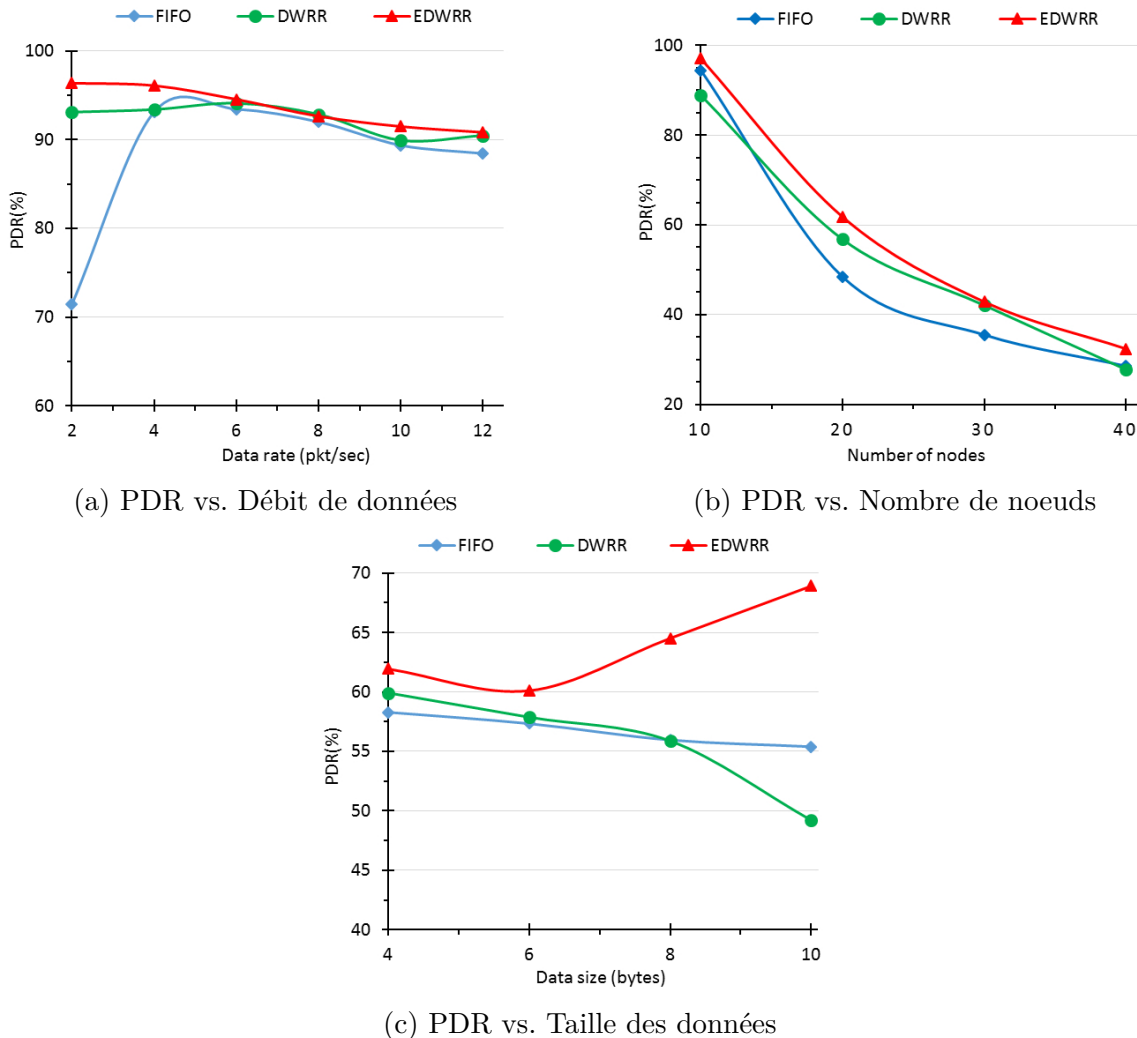 FIFO DWRR EDWRR
100
90
80
70
60
PDR(%)
2 4 6 8 10 12
Data rate (pkt/sec)
(a) PDR vs. Débit de données
FIFO DWRR EDWRR
100
80
60
40
20
PDR(%)
10 20 30 40
Number of nodes
(b) PDR vs. Nombre de noeuds
FIFO DWRR EDWRR
70
65
60
55
50
45
40
PDR(%)
4 6 8 10
Data size (bytes)
(c) PDR vs. Taille des données